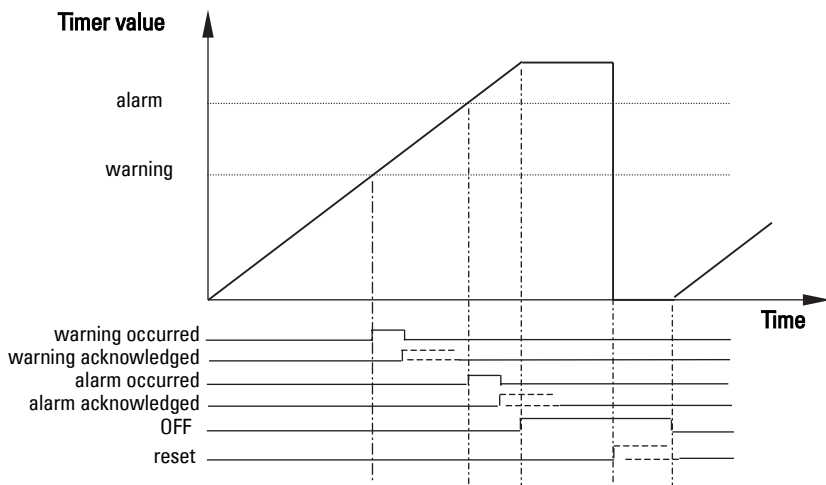 Timer value
alarm
warning
Time
warning occurred
warning acknowledged
alarm occurred
alarm acknowledged
OFF
reset